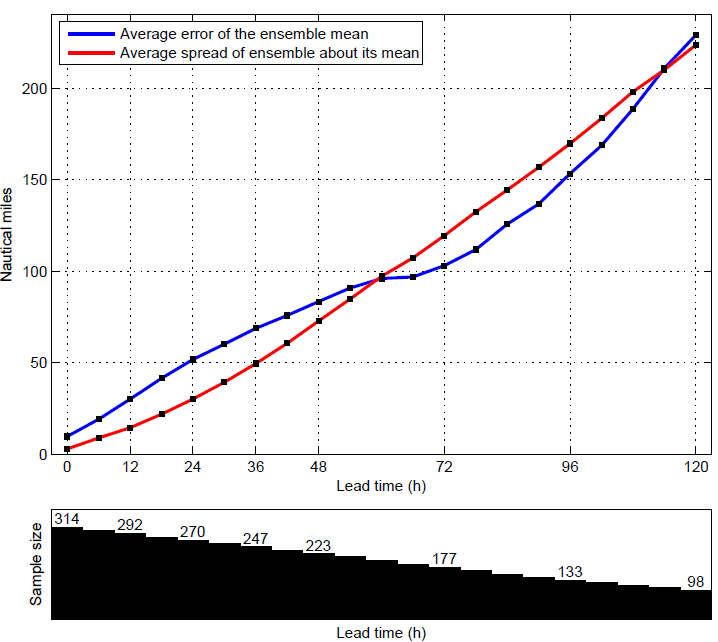 Average error of the ensemble mean
Average spread of ensemble about its mean
Nautical miles
200
150
100
50
0
0 12 24 36 48 72 96 120
Lead time (h)
Sample size
314 292 270 247 223 177 133 98
Lead time (h)